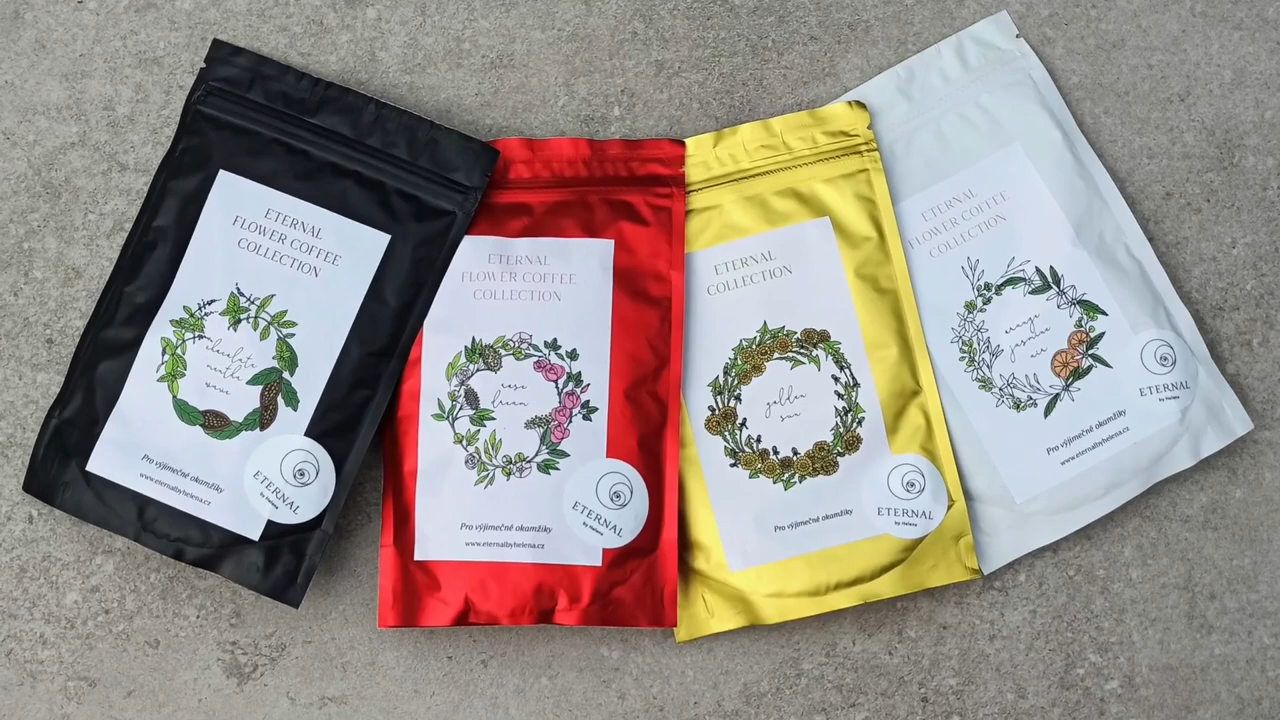 ETERNAL
FLOWER COFFEE
COLLECTION
chocolate
Pro výjimečné okamžiky
www.eternalbyhelena.cz
ETERNAL
by Helena
ETERNAL
FLOWER COFFEE
COLLECTION
rose
dream
Pro výjimečné okamžiky
www.eternalbyhelena.cz
ETERNAL
by Helena
ETERNAL
COLLECTION
golden
sun
Pro výjimečné okamžiky
ETERNAL
by Helena
ETERNAL
FLOWER COFFEE
COLLECTION
orange
jasmine
air
Pro výjimečné okamžiky
www.eternalbyhelena.cz
ETERNAL
by Helena